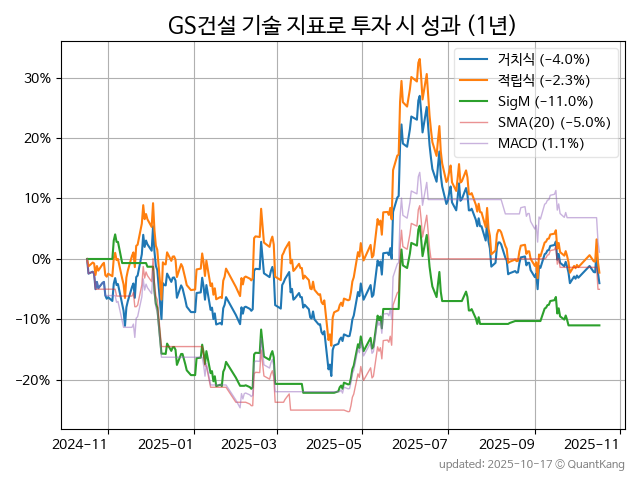 GS건설 기술 지표로 투자 시 성과 (1년)
거치식 (−4.0%)
적립식 (−2.3%)
SigM (−11.0%)
SMA(20) (−5.0%)
MACD (1.1%)
30%
20%
10%
0%
−10%
−20%
2024-11 2025-01 2025-03 2025-05 2025-07 2025-09 2025-11
updated: 2025-10-17 © QuantKang